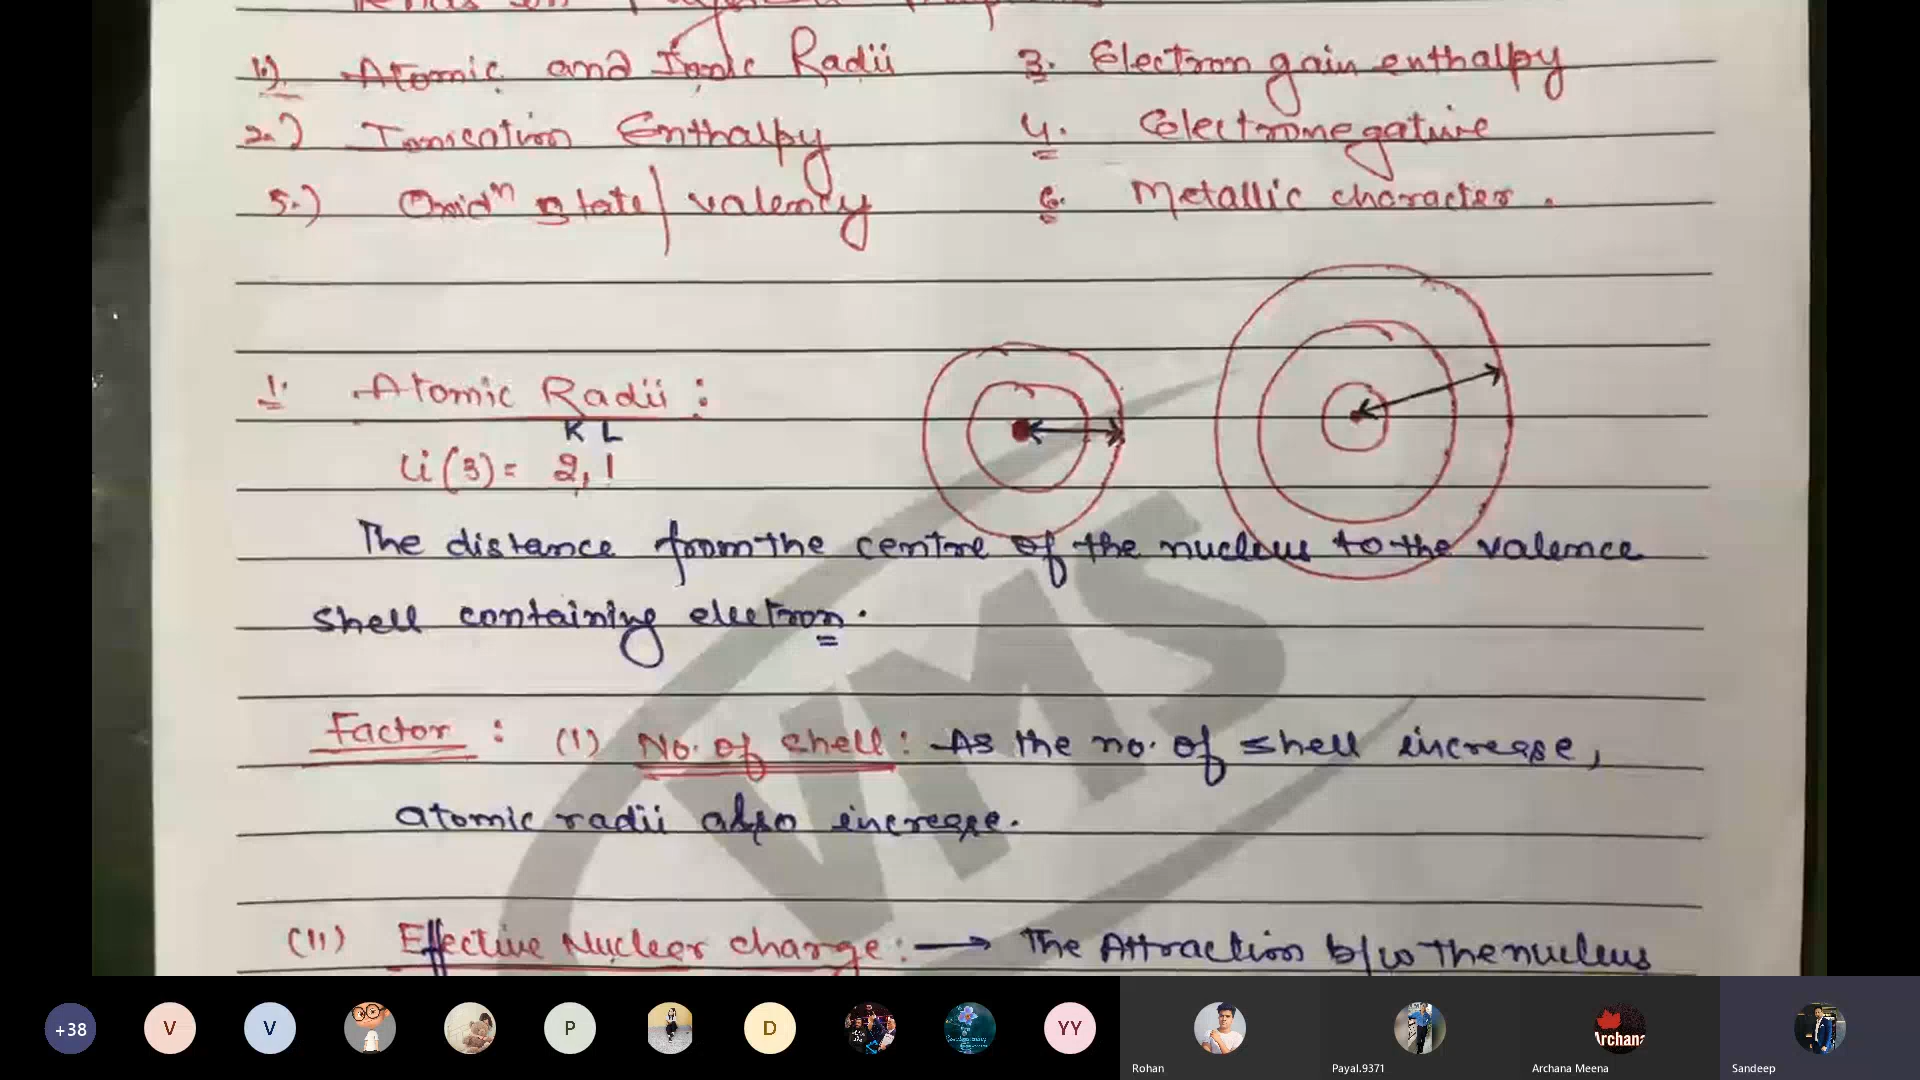 1.) Atomic and Ionic Radii 3. Electron gain enthalpy
2.) Ionisation Enthalpy 4. Electronegative
5.) Oxidⁿ state/valency 6. Metallic character.
1. Atomic Radii :
K L
Li (3) = 2, 1
The distance from the centre of the nucleus to the valence
shell containing electron.
Factor : (I) No. of shell : As the no. of shell increase,
atomic radii also increase.
(II) Effective Nuclear charge : → The Attraction b/w the nucleus
VMS
+38 V V P D YY
Rohan Payal.9371 Archana Meena Sandeep